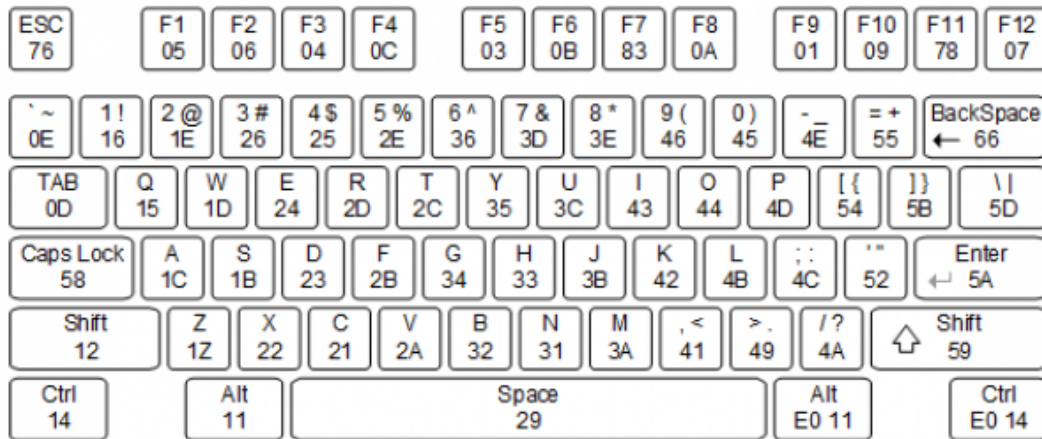 ESC F1 F2 F3 F4 F5 F6 F7 F8 F9 F10 F11 F12
76 05 06 04 0C 03 0B 83 0A 01 09 78 07
` ~ 1 ! 2 @ 3 # 4 $ 5 % 6 ^ 7 & 8 * 9 ( 0 ) - _ = + BackSpace
0E 16 1E 26 25 2E 36 3D 3E 46 45 4E 55 ← 66
TAB Q W E R T Y U I O P [ { ] } \ |
0D 15 1D 24 2D 2C 35 3C 43 44 4D 54 5B 5D
Caps Lock A S D F G H J K L ; : ' " Enter
58 1C 1B 23 2B 34 33 3B 42 4B 4C 52 ↵ 5A
Shift Z X C V B N M , < > . / ? Shift
12 1Z 22 21 2A 32 31 3A 41 49 4A ⇧ 59
Ctrl Alt Space Alt Ctrl
14 11 29 E0 11 E0 14